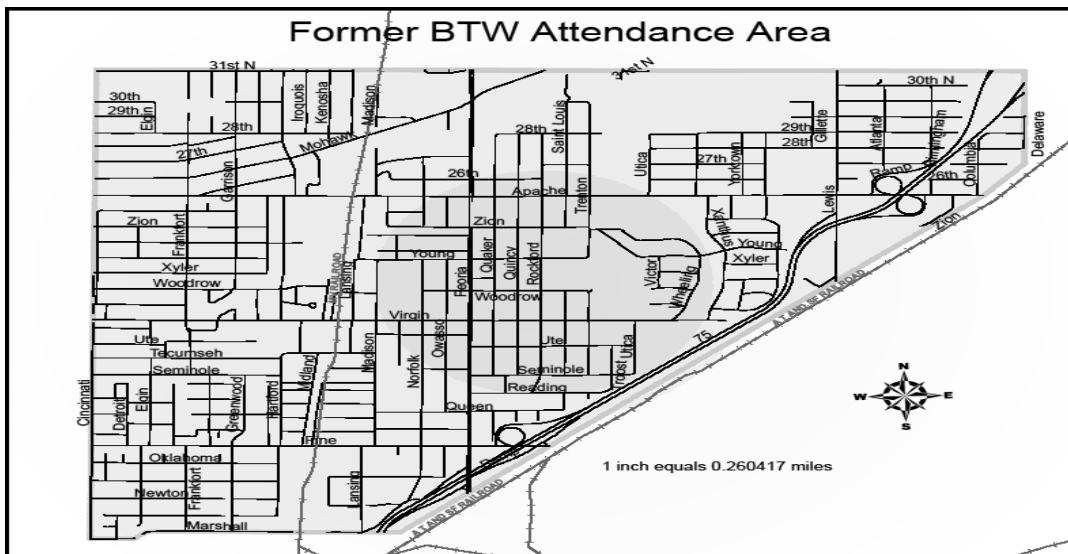 Former BTW Attendance Area
31st N
31st N
30th
30th N
29th
Elgin
Iroquois
Kenosha
Madison
28th
28th
Saint Louis
29th
28th
Gillette
Atlanta
Birmingham
Columbia
Delaware
Mohawk
27th
27th
Garrison
26th
Apache
Trenton
Utica
Yorktown
Lewis
Ramp
Zion
Frankfort
Zion
Zion
Xanthus
Xyler
Woodrow
RAILROAD
Lansing
Young
Peoria
Quaker
Quincy
Rockford
Woodrow
Victor
Wheeling
Young
Xyler
Virgin
A T AND SF RAILROAD
75
Ute
Tecumseh
Seminole
Madison
Norfolk
Owasso
Ute
Seminole
Utica
Troost
Reading
Queen
Cincinnati
Detroit
Elgin
Greenwood
Hartford
Midland
Pine
N
W
E
S
Oklahoma
Newton
Frankfort
Lansing
Marshall
A T AND SF RAILROAD
1 inch equals 0.260417 miles